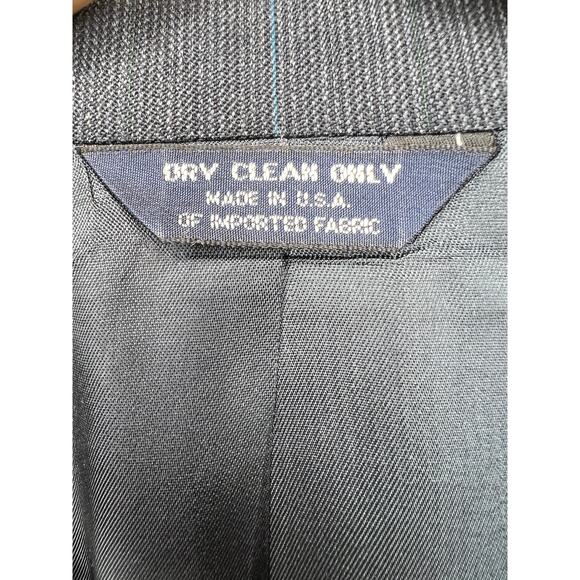 DRY CLEAN ONLY
MADE IN U.S.A.
OF IMPORTED FABRIC